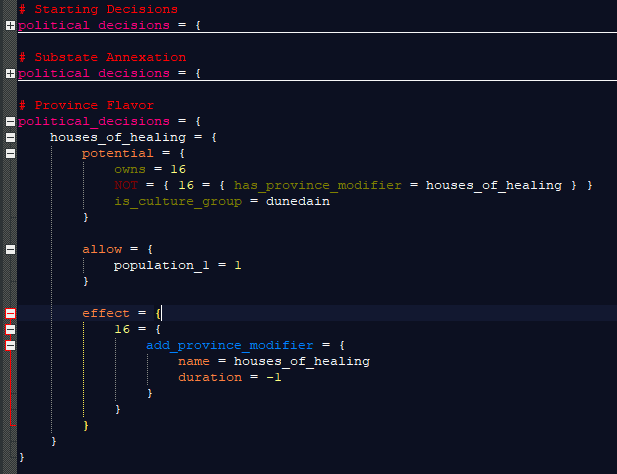 # Starting Decisions
political_decisions = {
# Substate Annexation
political_decisions = {
# Province Flavor
political_decisions = {
houses_of_healing = {
potential = {
owns = 16
NOT = { 16 = { has_province_modifier = houses_of_healing } }
is_culture_group = dunedain
}
allow = {
population_1 = 1
}
effect = {
16 = {
add_province_modifier = {
name = houses_of_healing
duration = -1
}
}
}
}
}